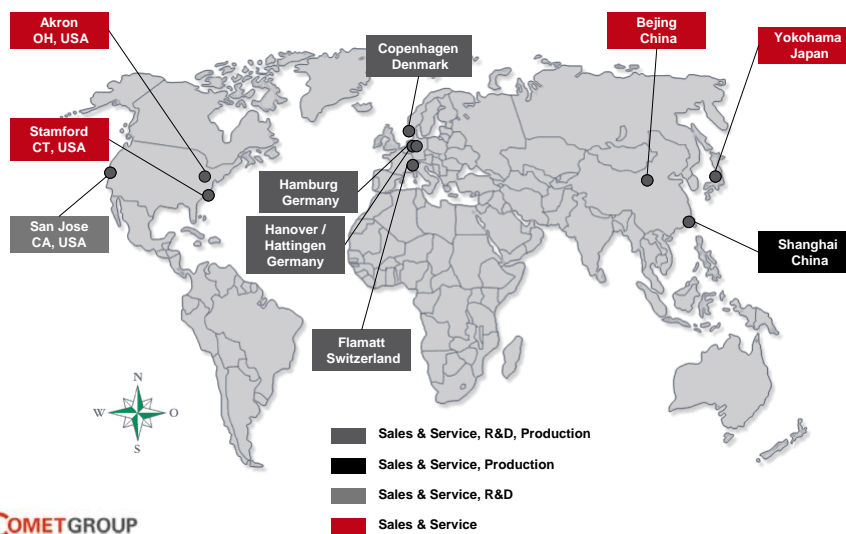 Akron
OH, USA
Bejing
China
Yokohama
Japan
Copenhagen
Denmark
Stamford
CT, USA
Hamburg
Germany
San Jose
CA, USA
Hanover /
Hattingen
Germany
Shanghai
China
Flamatt
Switzerland
N
W
O
S
Sales & Service, R&D, Production
Sales & Service, Production
Sales & Service, R&D
Sales & Service
COMETGROUP